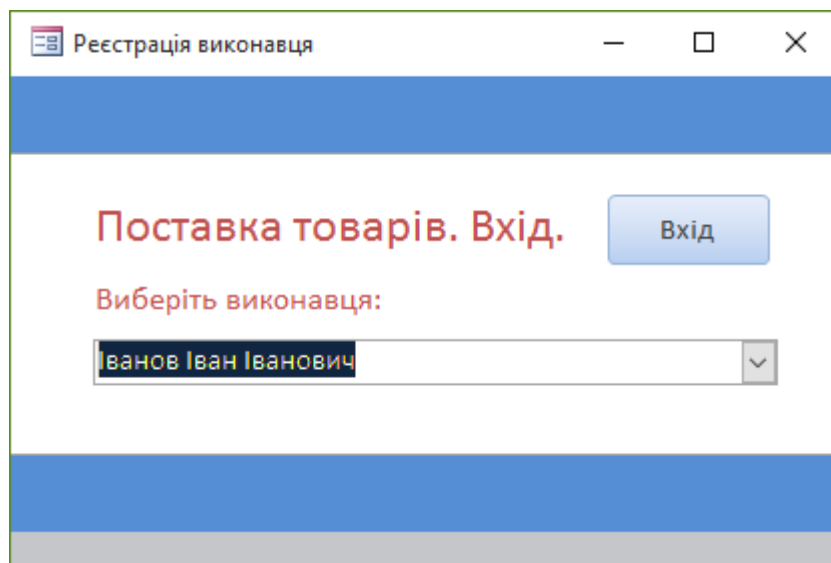 Реєстрація виконавця
Поставка товарів. Вхід.
Вхід
Виберіть виконавця:
Іванов Іван Іванович